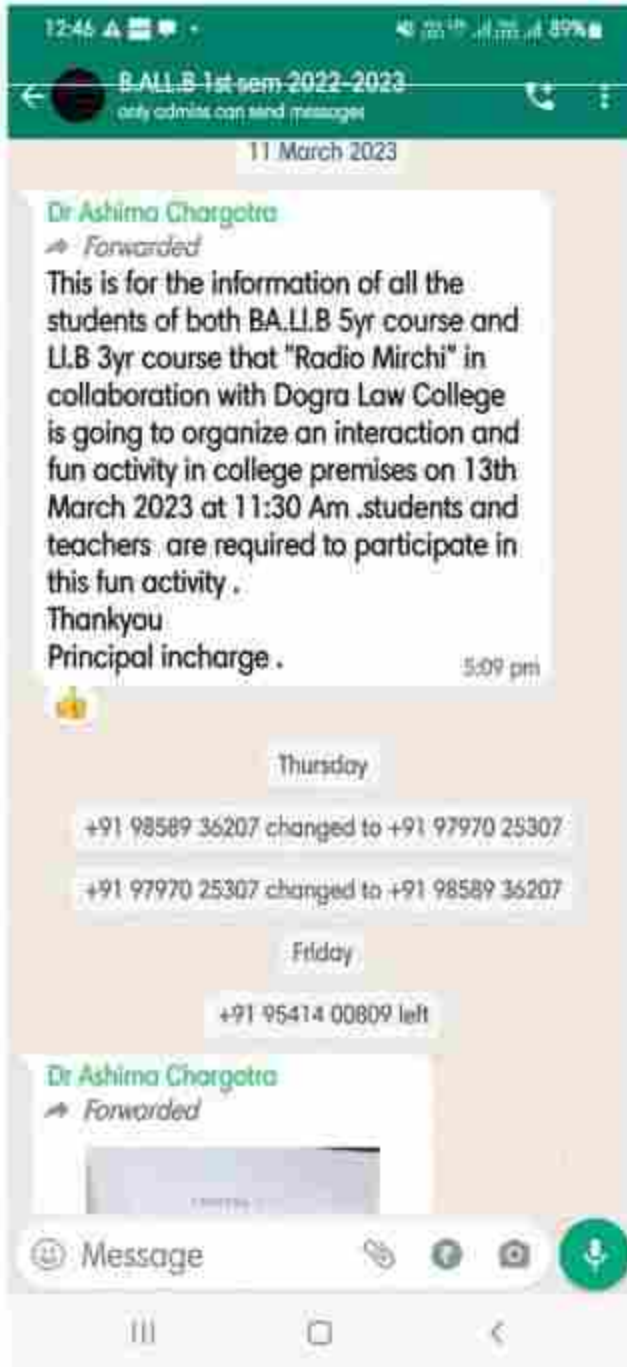 12:46
89%
B.ALL.B 1st sem 2022-2023
only admins can send messages
11 March 2023
Dr Ashima Chargotra
Forwarded
This is for the information of all the
students of both BA.Ll.B 5yr course and
Ll.B 3yr course that "Radio Mirchi" in
collaboration with Dogra Law College
is going to organize an interaction and
fun activity in college premises on 13th
March 2023 at 11:30 Am .students and
teachers are required to participate in
this fun activity .
Thankyou
Principal incharge .
5:09 pm
Thursday
+91 98589 36207 changed to +91 97970 25307
+91 97970 25307 changed to +91 98589 36207
Friday
+91 95414 00809 left
Dr Ashima Chargotra
Forwarded
Message